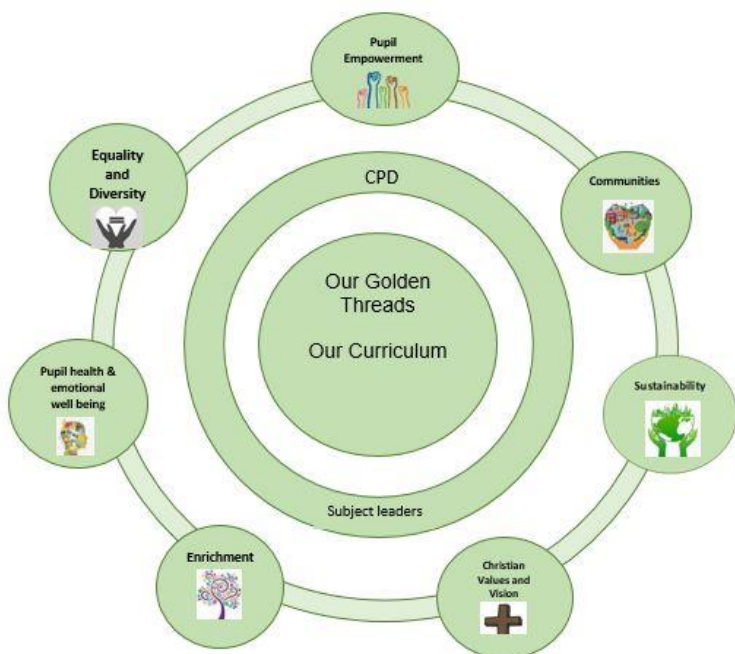 Pupil
Empowerment
Equality
and
Diversity
CPD
Communities
Our Golden
Threads
Our Curriculum
Pupil health &
emotional
well being
Sustainability
Subject leaders
Enrichment
Christian
Values and
Vision